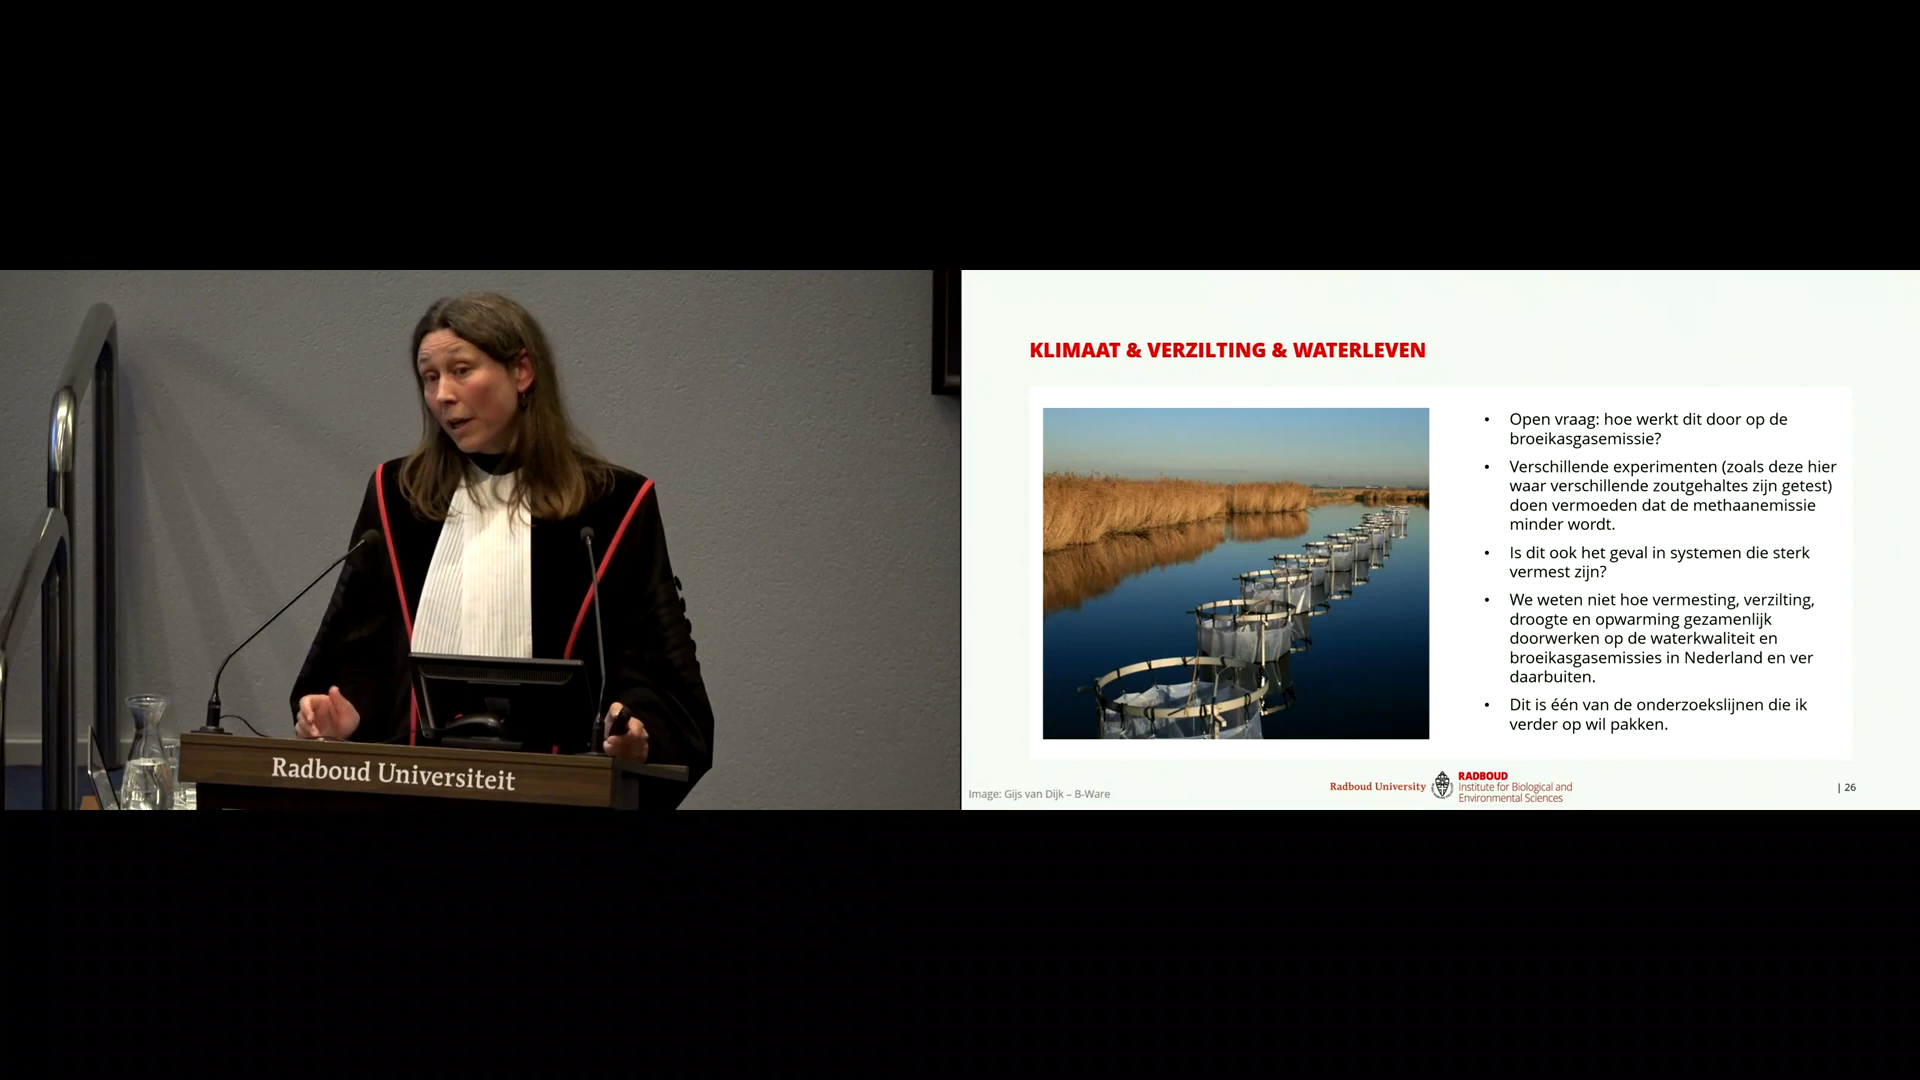 Radboud Universiteit
KLIMAAT & VERZILTING & WATERLEVEN
• Open vraag: hoe werkt dit door op de
broeikasgasemissie?
• Verschillende experimenten (zoals deze hier
waar verschillende zoutgehaltes zijn getest)
doen vermoeden dat de methaanemissie
minder wordt.
• Is dit ook het geval in systemen die sterk
vermest zijn?
• We weten niet hoe vermesting, verzilting,
droogte en opwarming gezamenlijk
doorwerken op de waterkwaliteit en
broeikasgasemissies in Nederland en ver
daarbuiten.
• Dit is één van de onderzoekslijnen die ik
verder op wil pakken.
Image: Gijs van Dijk – B-Ware
Radboud University
RADBOUD
Institute for Biological and
Environmental Sciences
| 26